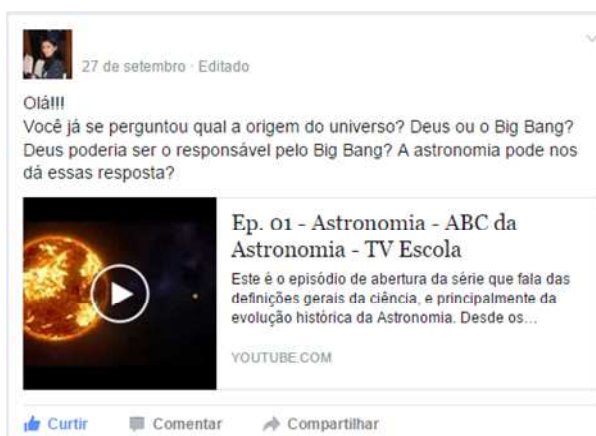 27 de setembro · Editado
Olá!!!
Você já se perguntou qual a origem do universo? Deus ou o Big Bang?
Deus poderia ser o responsável pelo Big Bang? A astronomia pode nos
dá essas resposta?
Ep. 01 - Astronomia - ABC da
Astronomia - TV Escola
Este é o episódio de abertura da série que fala das
definições gerais da ciência, e principalmente da
evolução histórica da Astronomia. Desde os...
YOUTUBE.COM
Curtir Comentar Compartilhar